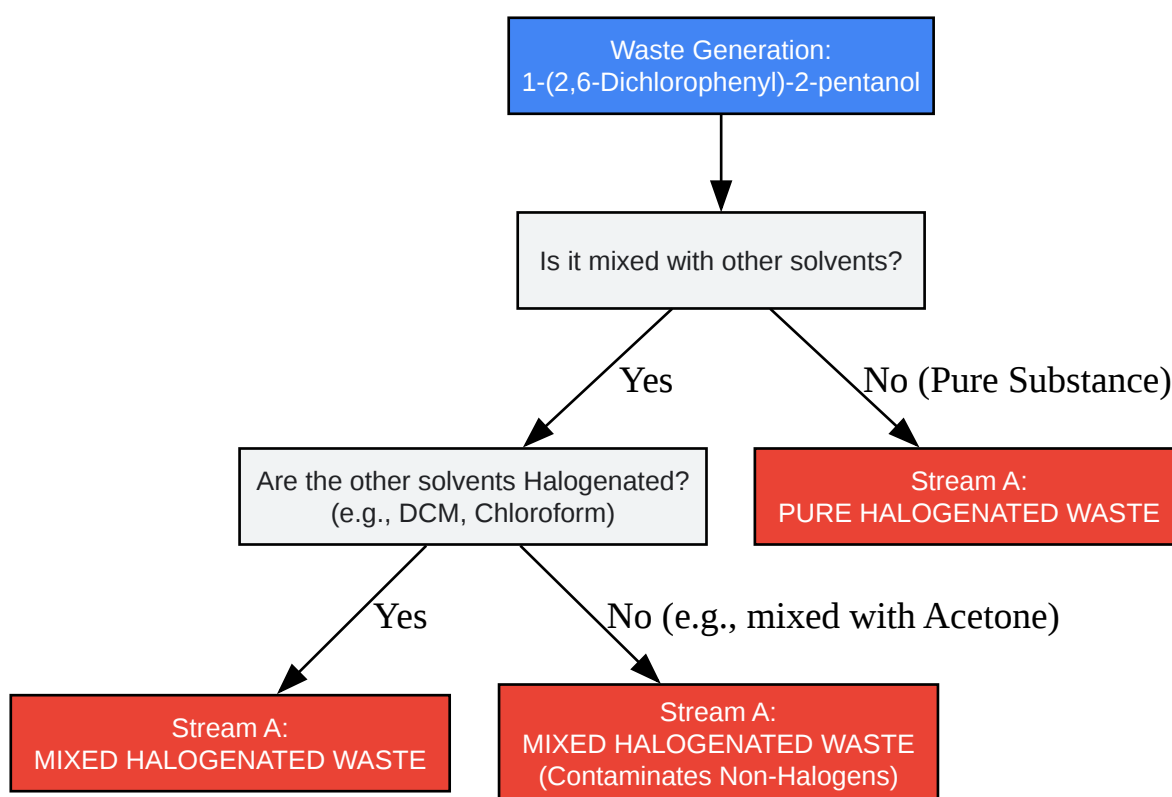 Waste Generation:
1-(2,6-Dichlorophenyl)-2-pentanol
Is it mixed with other solvents?
Yes
No (Pure Substance)
Are the other solvents Halogenated?
(e.g., DCM, Chloroform)
Stream A:
PURE HALOGENATED WASTE
Yes
No (e.g., mixed with Acetone)
Stream A:
MIXED HALOGENATED WASTE
Stream A:
MIXED HALOGENATED WASTE
(Contaminates Non-Halogens)